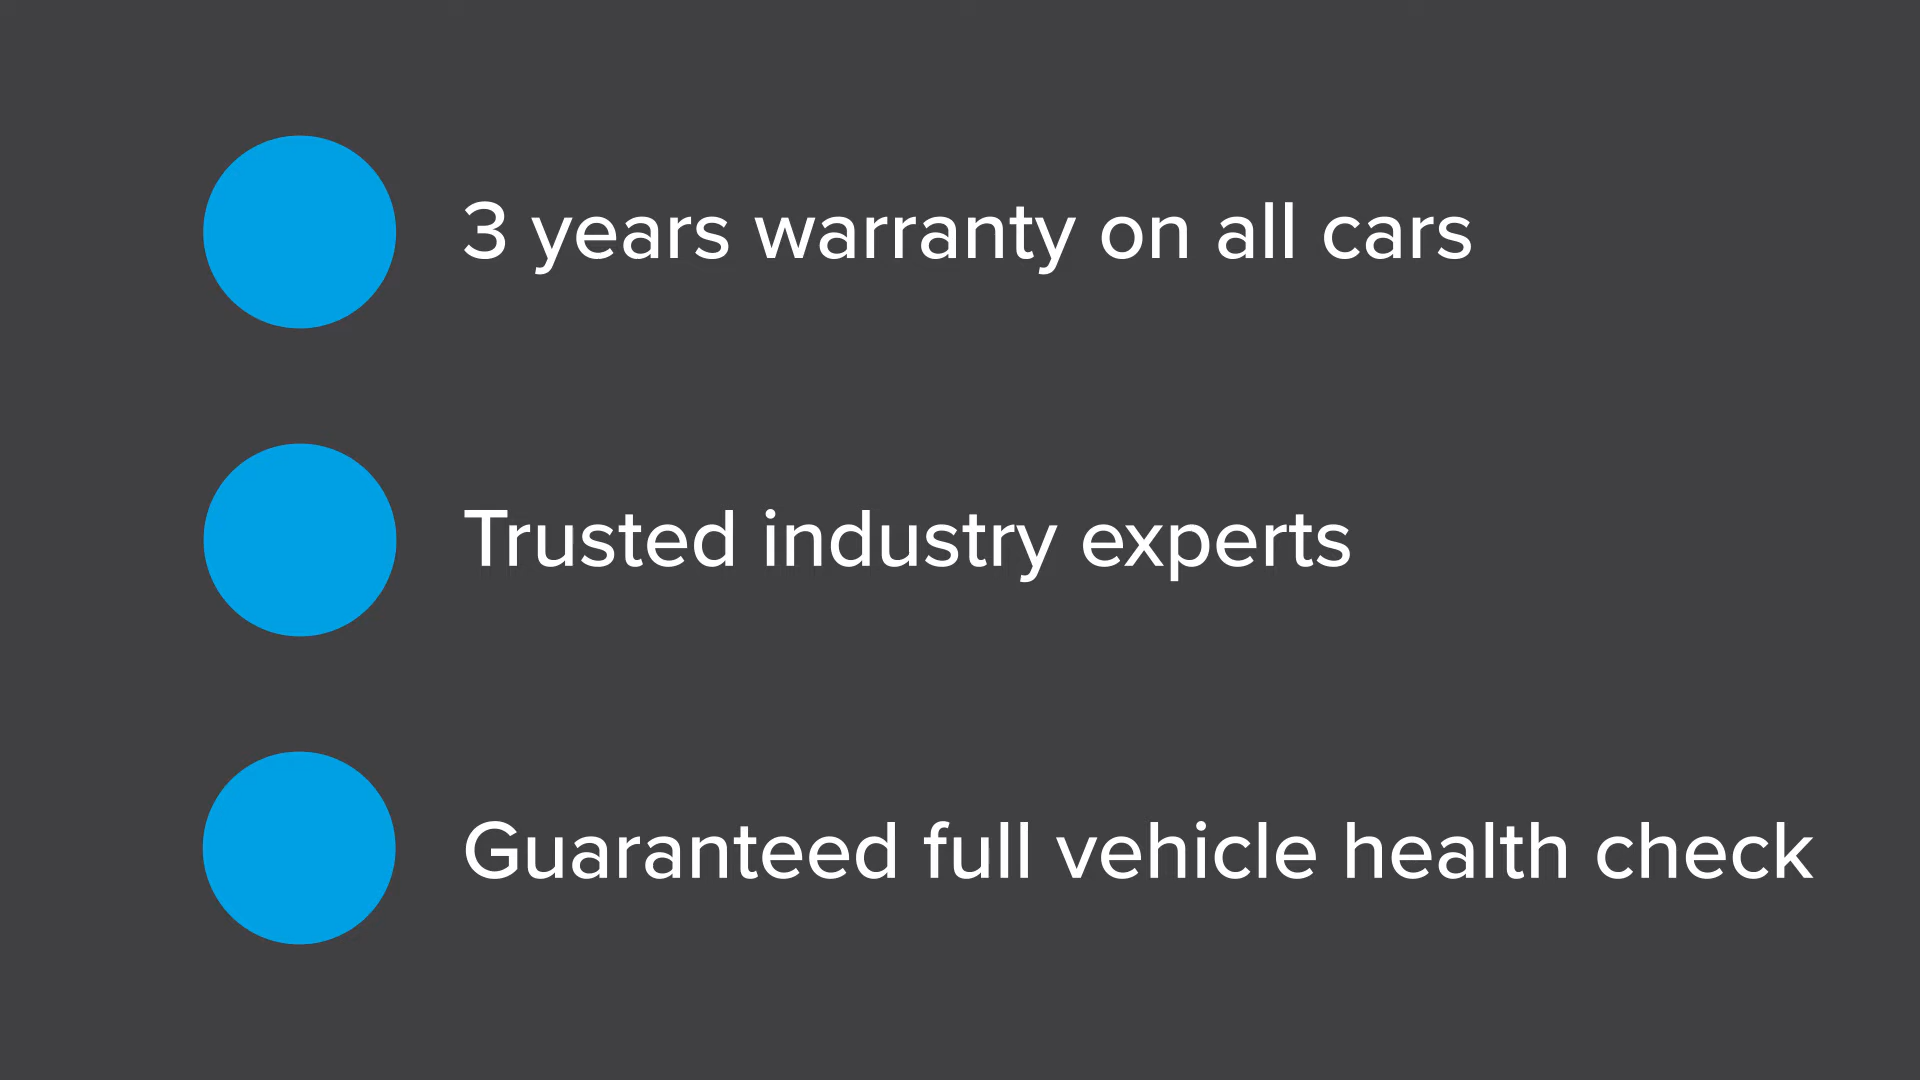 3 years warranty on all cars
Trusted industry experts
Guaranteed full vehicle health check